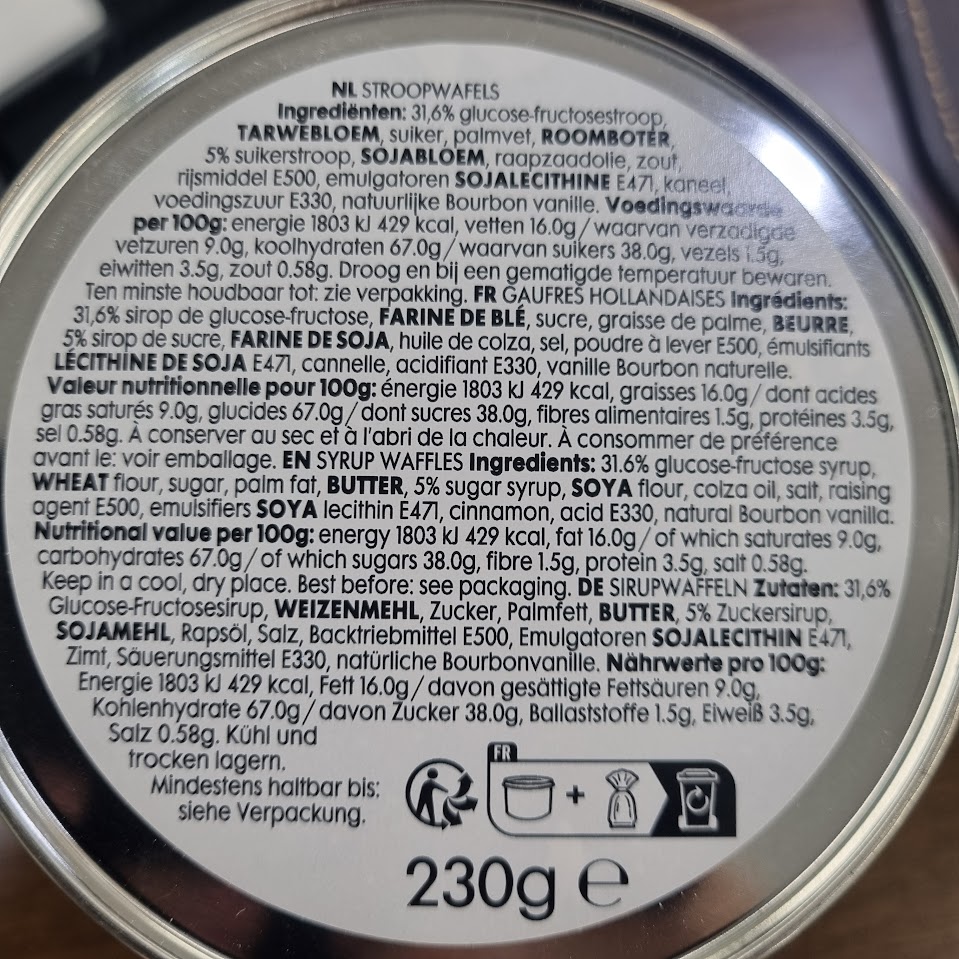 NL STROOPWAFELS
Ingrediënten: 31,6% glucose-fructosestroop,
TARWEBLOEM, suiker, palmvet, ROOMBOTER,
5% suikerstroop, SOJABLOEM, raapzaadolie, zout,
rijsmiddel E500, emulgatoren SOJALECITHINE E471, kaneel,
voedingszuur E330, natuurlijke Bourbon vanille. Voedingswaarde
per 100g: energie 1803 kJ 429 kcal, vetten 16.0g/waarvan verzadigde
vetzuren 9.0g, koolhydraten 67.0g/waarvan suikers 38.0g, vezels 1.5g,
eiwitten 3.5g, zout 0.58g. Droog en bij een gematigde temperatuur bewaren.
Ten minste houdbaar tot: zie verpakking. FR GAUFRES HOLLANDAISES Ingrédients:
31,6% sirop de glucose-fructose, FARINE DE BLÉ, sucre, graisse de palme, BEURRE,
5% sirop de sucre, FARINE DE SOJA, huile de colza, sel, poudre à lever E500, émulsifiants
LÉCITHINE DE SOJA E471, cannelle, acidifiant E330, vanille Bourbon naturelle.
Valeur nutritionnelle pour 100g: énergie 1803 kJ 429 kcal, graisses 16.0g/dont acides
gras saturés 9.0g, glucides 67.0g/dont sucres 38.0g, fibres alimentaires 1.5g, protéines 3.5g,
sel 0.58g. À conserver au sec et à l'abri de la chaleur. À consommer de préférence
avant le: voir emballage. EN SYRUP WAFFLES Ingredients: 31.6% glucose-fructose syrup,
WHEAT flour, sugar, palm fat, BUTTER, 5% sugar syrup, SOYA flour, colza oil, salt, raising
agent E500, emulsifiers SOYA lecithin E471, cinnamon, acid E330, natural Bourbon vanilla.
Nutritional value per 100g: energy 1803 kJ 429 kcal, fat 16.0g/of which saturates 9.0g,
carbohydrates 67.0g/of which sugars 38.0g, fibre 1.5g, protein 3.5g, salt 0.58g.
Keep in a cool, dry place. Best before: see packaging. DE SIRUPWAFFELN Zutaten: 31,6%
Glucose-Fructosesirup, WEIZENMEHL, Zucker, Palmfett, BUTTER, 5% Zuckersirup,
SOJAMEHL, Rapsöl, Salz, Backtriebmittel E500, Emulgatoren SOJALECITHIN E471,
Zimt, Säuerungsmittel E330, natürliche Bourbonvanille. Nährwerte pro 100g:
Energie 1803 kJ 429 kcal, Fett 16.0g/davon gesättigte Fettsäuren 9.0g,
Kohlenhydrate 67.0g/davon Zucker 38.0g, Ballaststoffe 1.5g, Eiweiß 3.5g,
Salz 0.58g. Kühl und
trocken lagern.
Mindestens haltbar bis:
siehe Verpackung.
FR
+
230g ℮